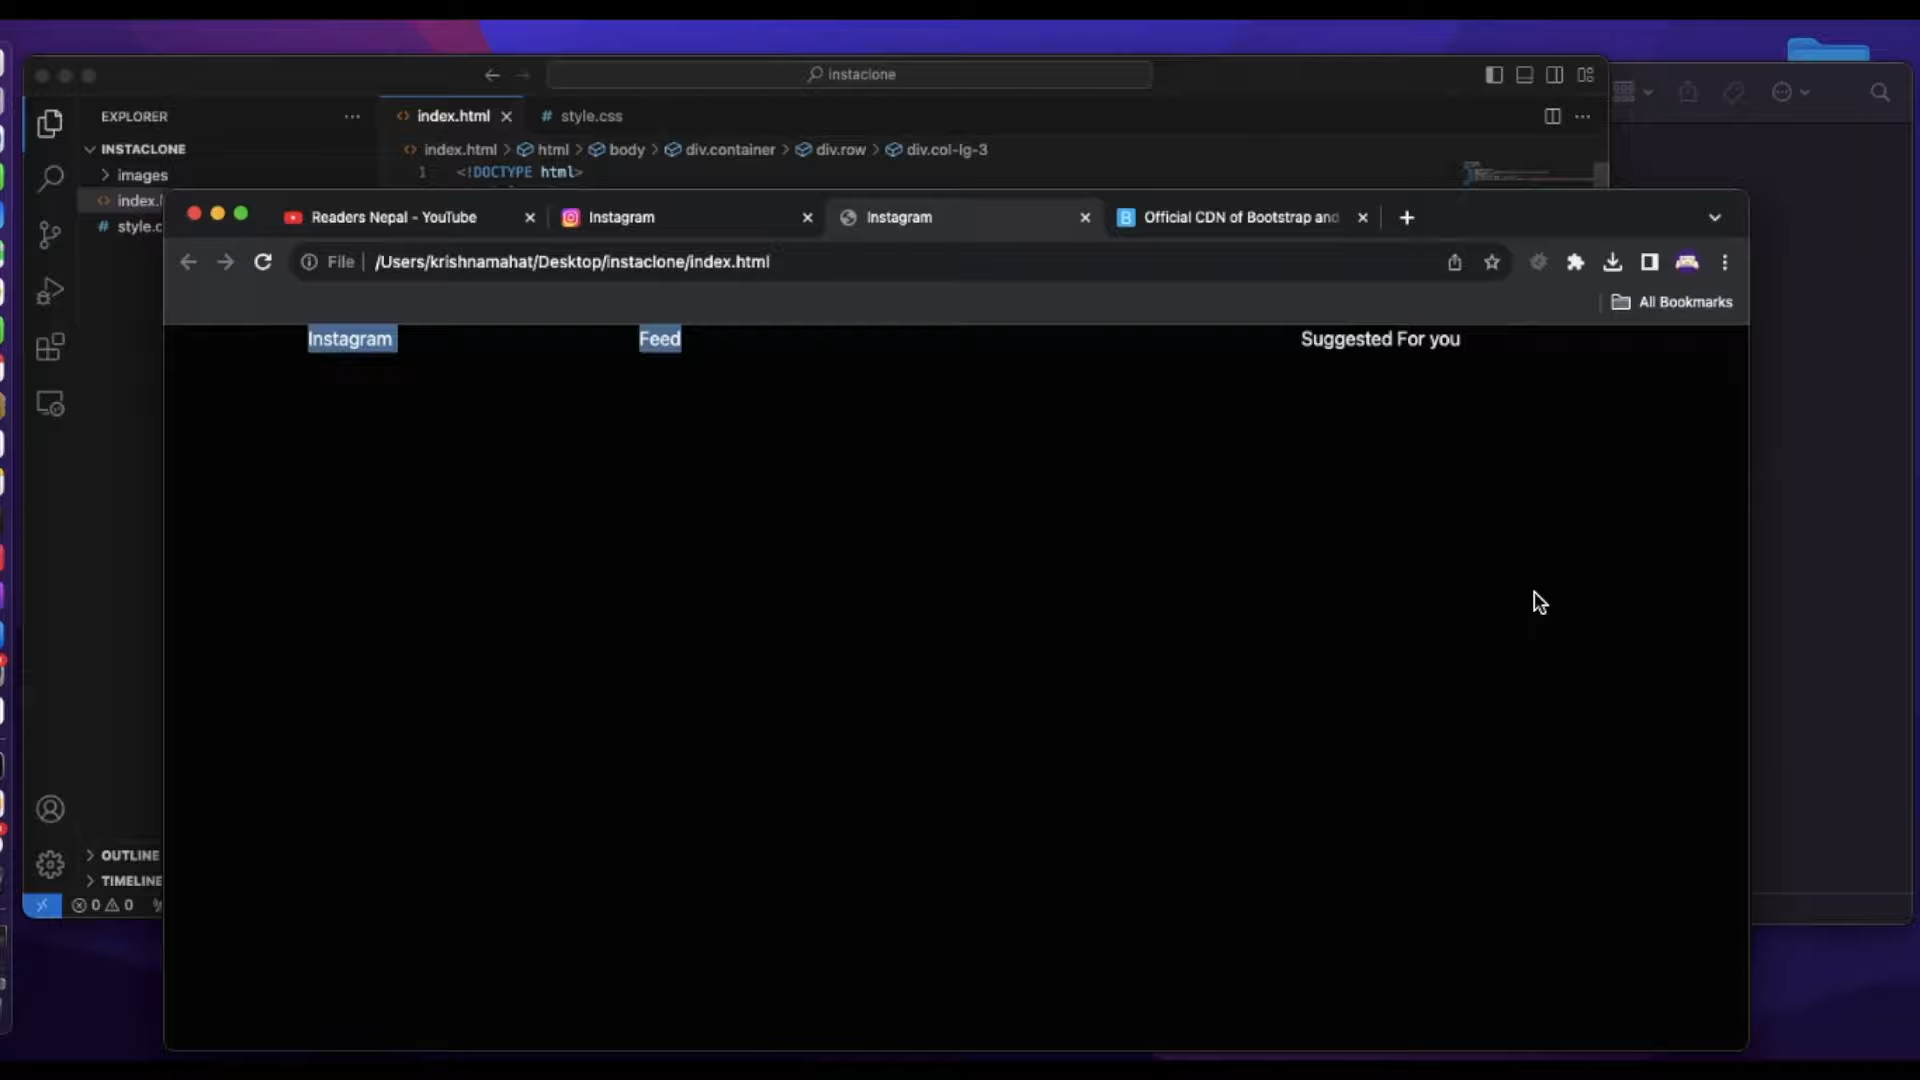 instaclone
EXPLORER
index.html
style.css
INSTACLONE
index.html > html > body > div.container > div.row > div.col-lg-3
images
1 <!DOCTYPE html>
index.
style.c
Readers Nepal - YouTube
Instagram
Instagram
Official CDN of Bootstrap and
File
/Users/krishnamahat/Desktop/instaclone/index.html
All Bookmarks
Instagram
Feed
Suggested For you
OUTLINE
TIMELINE
0 0